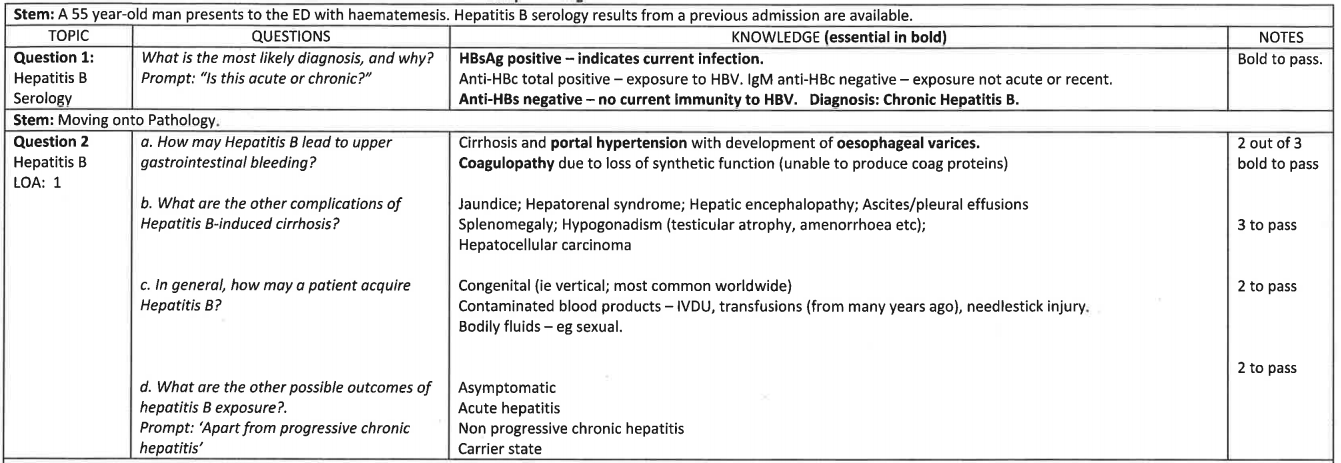 Stem: A 55 year-old man presents to the ED with haematemesis. Hepatitis B serology results from a previous admission are available.
TOPIC QUESTIONS KNOWLEDGE (essential in bold) NOTES
Question 1:
Hepatitis B
Serology
What is the most likely diagnosis, and why?
Prompt: "Is this acute or chronic?"
HBsAg positive – indicates current infection.
Anti-HBc total positive – exposure to HBV. IgM anti-HBc negative – exposure not acute or recent.
Anti-HBs negative – no current immunity to HBV. Diagnosis: Chronic Hepatitis B.
Bold to pass.
Stem: Moving onto Pathology.
Question 2
Hepatitis B
LOA: 1
a. How may Hepatitis B lead to upper
gastrointestinal bleeding?
Cirrhosis and portal hypertension with development of oesophageal varices.
Coagulopathy due to loss of synthetic function (unable to produce coag proteins)
2 out of 3
bold to pass
b. What are the other complications of
Hepatitis B-induced cirrhosis?
Jaundice; Hepatorenal syndrome; Hepatic encephalopathy; Ascites/pleural effusions
Splenomegaly; Hypogonadism (testicular atrophy, amenorrhoea etc);
Hepatocellular carcinoma
3 to pass
c. In general, how may a patient acquire
Hepatitis B?
Congenital (ie vertical; most common worldwide)
Contaminated blood products – IVDU, transfusions (from many years ago), needlestick injury.
Bodily fluids – eg sexual.
2 to pass
d. What are the other possible outcomes of
hepatitis B exposure?.
Prompt: 'Apart from progressive chronic
hepatitis'
Asymptomatic
Acute hepatitis
Non progressive chronic hepatitis
Carrier state
2 to pass